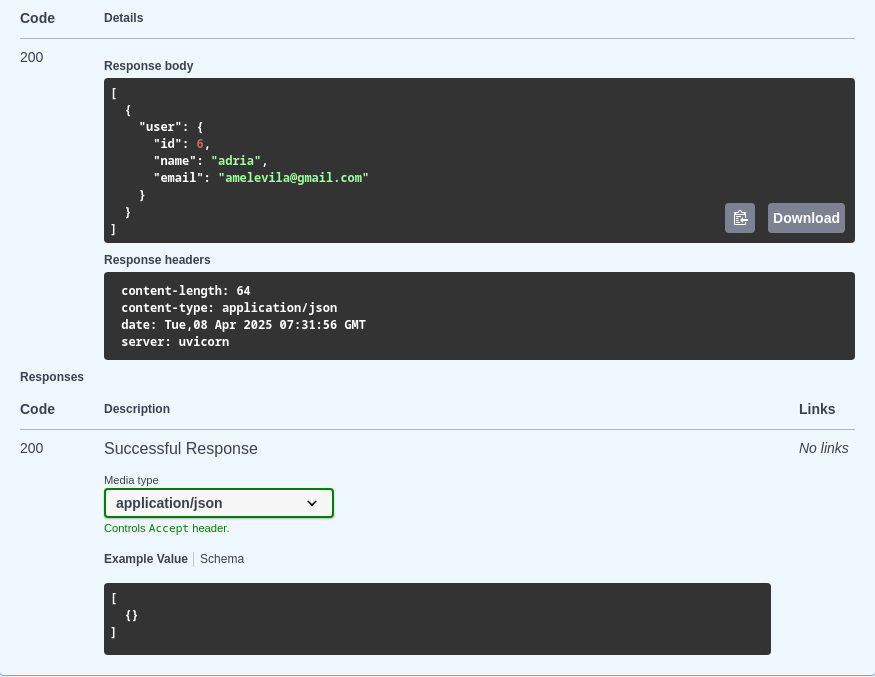 Code Details
200
Response body
[
  {
    "user": {
      "id": 6,
      "name": "adria",
      "email": "amelevila@gmail.com"
    }
  }
]
Download
Response headers
content-length: 64
content-type: application/json
date: Tue,08 Apr 2025 07:31:56 GMT
server: uvicorn
Responses
Code Description Links
200 Successful Response No links
Media type
application/json
Controls Accept header.
Example Value Schema
[
  {}
]